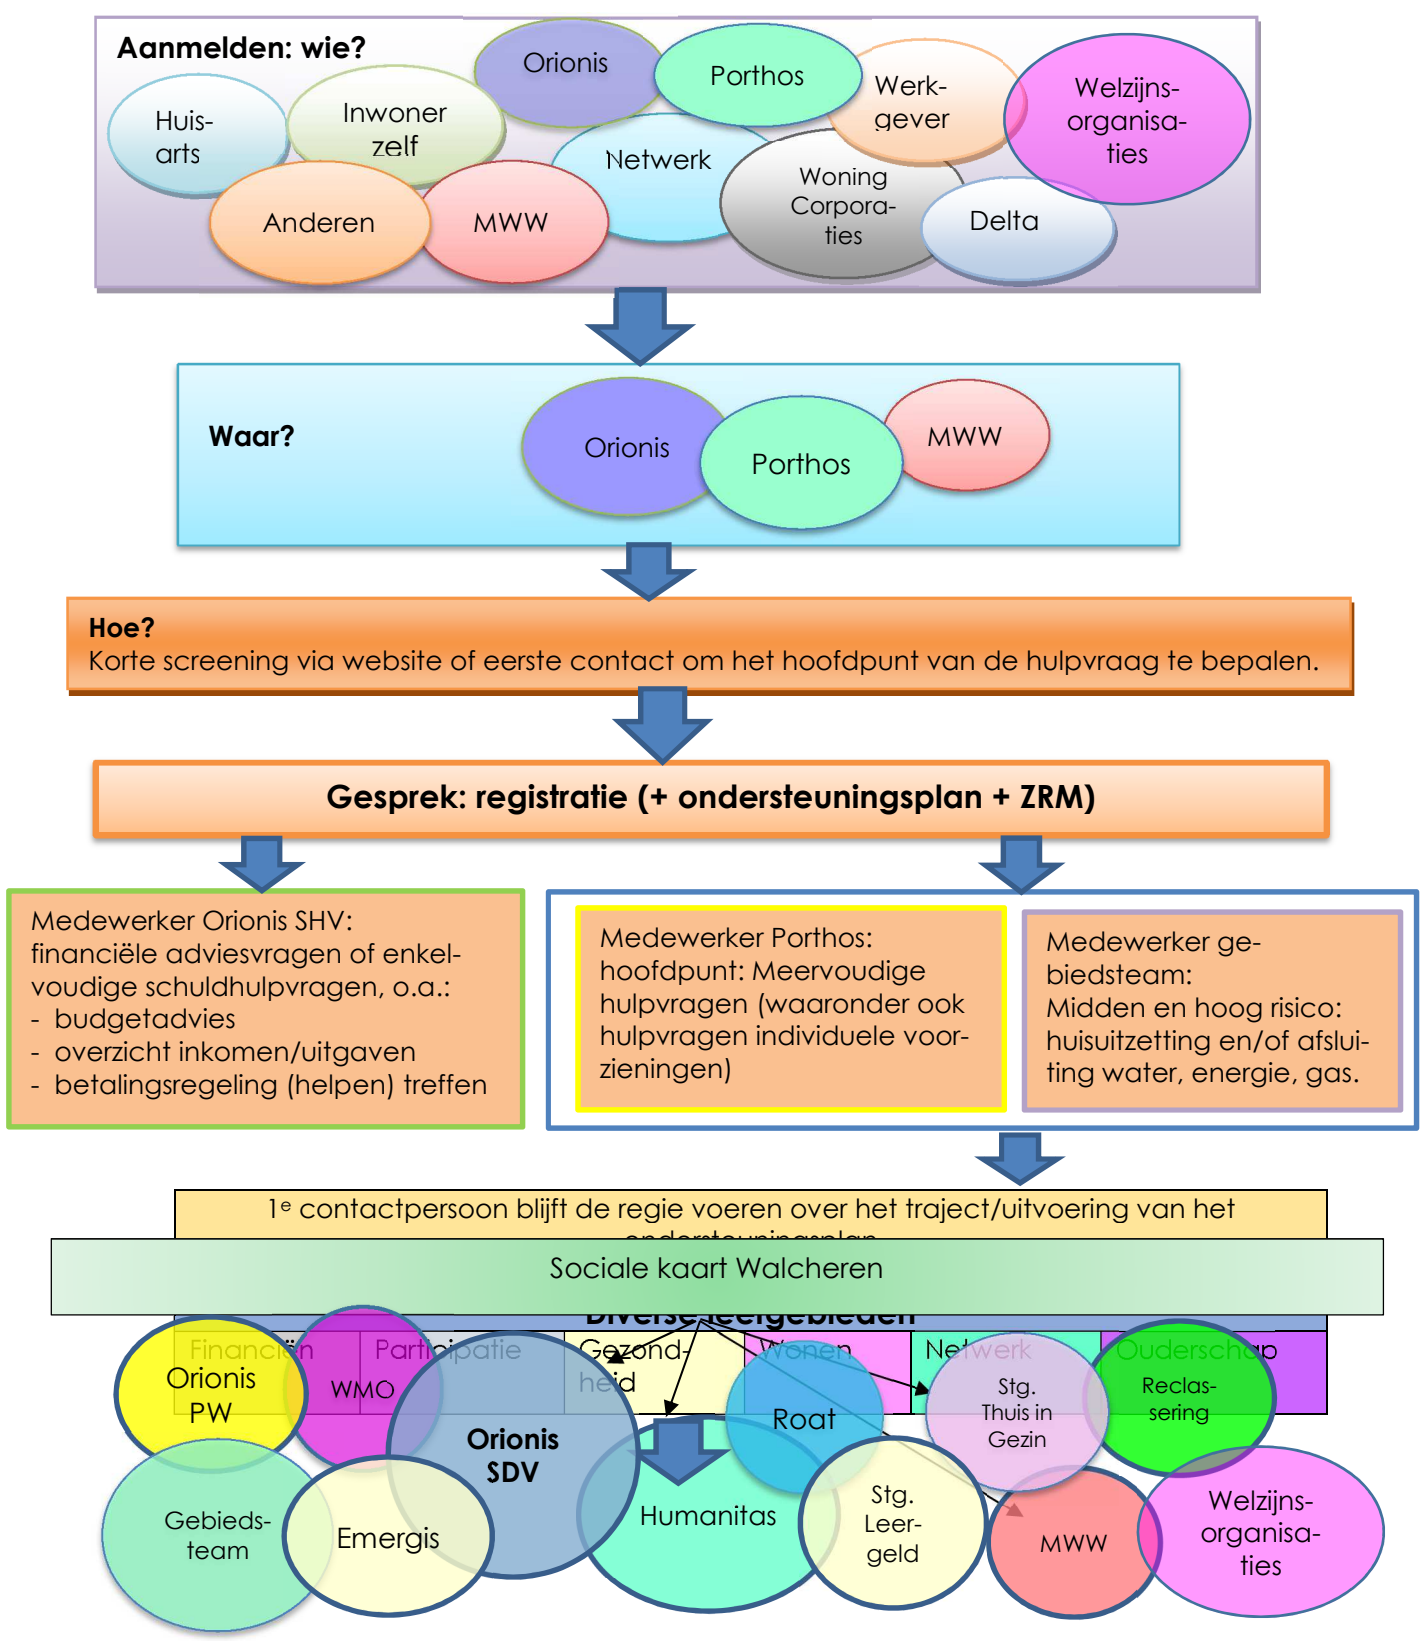 Aanmelden: wie?
Orionis
Porthos
Werk-
gever
Welzijns-
organisa-
ties
Huis-
arts
Inwoner
zelf
Netwerk
Woning
Corpora-
ties
Anderen
MWW
Delta
Waar?
Orionis
Porthos
MWW
Hoe?
Korte screening via website of eerste contact om het hoofdpunt van de hulpvraag te bepalen.
Gesprek: registratie (+ ondersteuningsplan + ZRM)
Medewerker Orionis SHV:
financiële adviesvragen of enkel-
voudige schuldhulpvragen, o.a.:
- budgetadvies
- overzicht inkomen/uitgaven
- betalingsregeling (helpen) treffen
Medewerker Porthos:
hoofdpunt: Meervoudige
hulpvragen (waaronder ook
hulpvragen individuele voor-
zieningen)
Medewerker ge-
biedsteam:
Midden en hoog risico:
huisuitzetting en/of afslui-
ting water, energie, gas.
1e contactpersoon blijft de regie voeren over het traject/uitvoering van het
ondersteuningsplan
Sociale kaart Walcheren
Diverse leefgebieden
Financiën
Participatie
Gezond-
heid
Wonen
Netwerk
Ouderschap
Orionis
PW
WMO
Orionis
SDV
Roat
Stg.
Thuis in
Gezin
Reclas-
sering
Gebieds-
team
Emergis
Humanitas
Stg.
Leer-
geld
MWW
Welzijns-
organisa-
ties